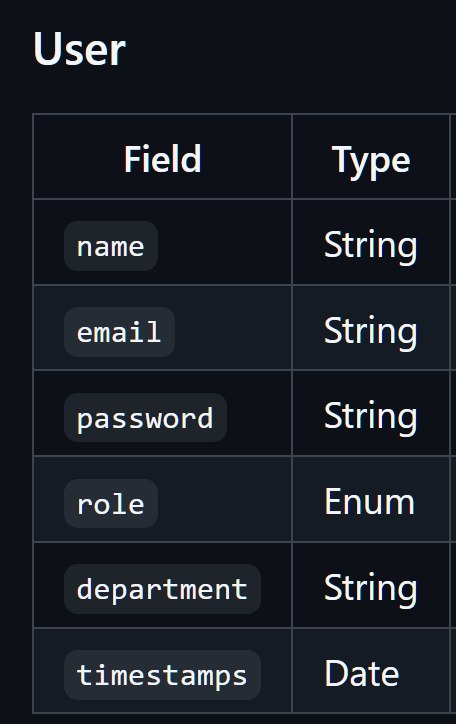 User
Field Type
name String
email String
password String
role Enum
department String
timestamps Date